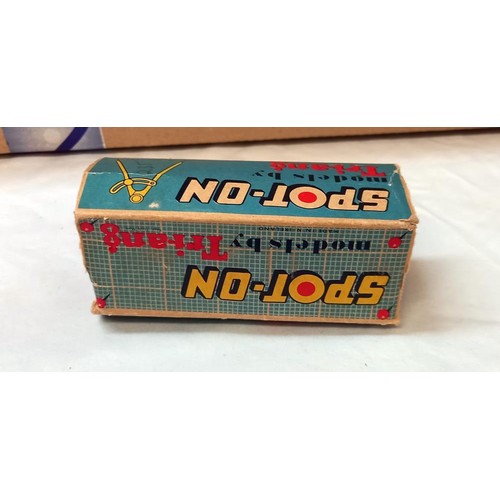 SPOT-ON
models by Tri-ang
SPOT-ON
models by Tri-ang